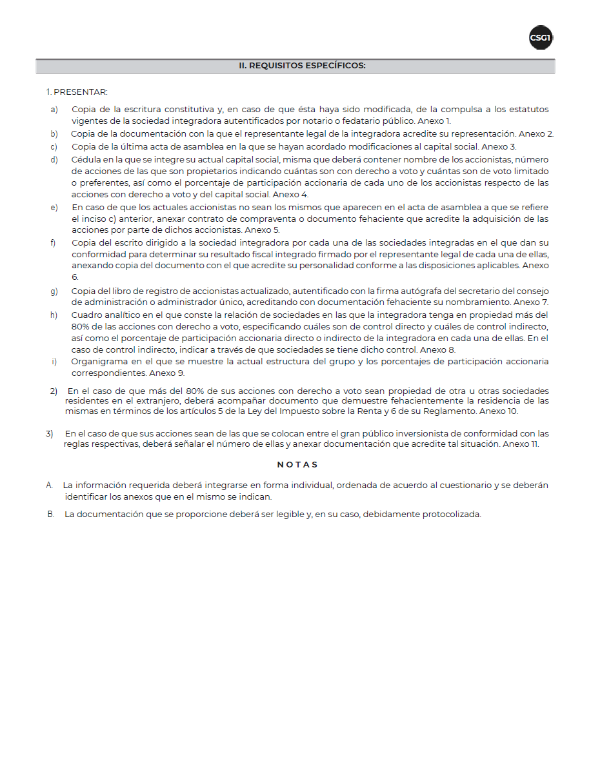 CSG1
II. REQUISITOS ESPECÍFICOS:
1. PRESENTAR:
a) Copia de la escritura constitutiva y, en caso de que ésta haya sido modificada, de la compulsa a los estatutos
vigentes de la sociedad integradora autentificados por notario o fedatario público. Anexo 1.
b) Copia de la documentación con la que el representante legal de la integradora acredite su representación. Anexo 2.
c) Copia de la última acta de asamblea en la que se hayan acordado modificaciones al capital social. Anexo 3.
d) Cédula en la que se integre su actual capital social, misma que deberá contener nombre de los accionistas, número
de acciones de las que son propietarios indicando cuántas son con derecho a voto y cuántas son de voto limitado
o preferentes, así como el porcentaje de participación accionaria de cada uno de los accionistas respecto de las
acciones con derecho a voto y del capital social. Anexo 4.
e) En caso de que los actuales accionistas no sean los mismos que aparecen en el acta de asamblea a que se refiere
el inciso c) anterior, anexar contrato de compraventa o documento fehaciente que acredite la adquisición de las
acciones por parte de dichos accionistas. Anexo 5.
f) Copia del escrito dirigido a la sociedad integradora por cada una de las sociedades integradas en el que dan su
conformidad para determinar su resultado fiscal integrado firmado por el representante legal de cada una de ellas,
anexando copia del documento con el que acredite su personalidad conforme a las disposiciones aplicables. Anexo
6.
g) Copia del libro de registro de accionistas actualizado, autentificado con la firma autógrafa del secretario del consejo
de administración o administrador único, acreditando con documentación fehaciente su nombramiento. Anexo 7.
h) Cuadro analítico en el que conste la relación de sociedades en las que la integradora tenga en propiedad más del
80% de las acciones con derecho a voto, especificando cuáles son de control directo y cuáles de control indirecto,
así como el porcentaje de participación accionaria directo o indirecto de la integradora en cada una de ellas. En el
caso de control indirecto, indicar a través de que sociedades se tiene dicho control. Anexo 8.
i) Organigrama en el que se muestre la actual estructura del grupo y los porcentajes de participación accionaria
correspondientes. Anexo 9.
2) En el caso de que más del 80% de sus acciones con derecho a voto sean propiedad de otra u otras sociedades
residentes en el extranjero, deberá acompañar documento que demuestre fehacientemente la residencia de las
mismas en términos de los artículos 5 de la Ley del Impuesto sobre la Renta y 6 de su Reglamento. Anexo 10.
3) En el caso de que sus acciones sean de las que se colocan entre el gran público inversionista de conformidad con las
reglas respectivas, deberá señalar el número de ellas y anexar documentación que acredite tal situación. Anexo 11.
N O T A S
A. La información requerida deberá integrarse en forma individual, ordenada de acuerdo al cuestionario y se deberán
identificar los anexos que en el mismo se indican.
B. La documentación que se proporcione deberá ser legible y, en su caso, debidamente protocolizada.